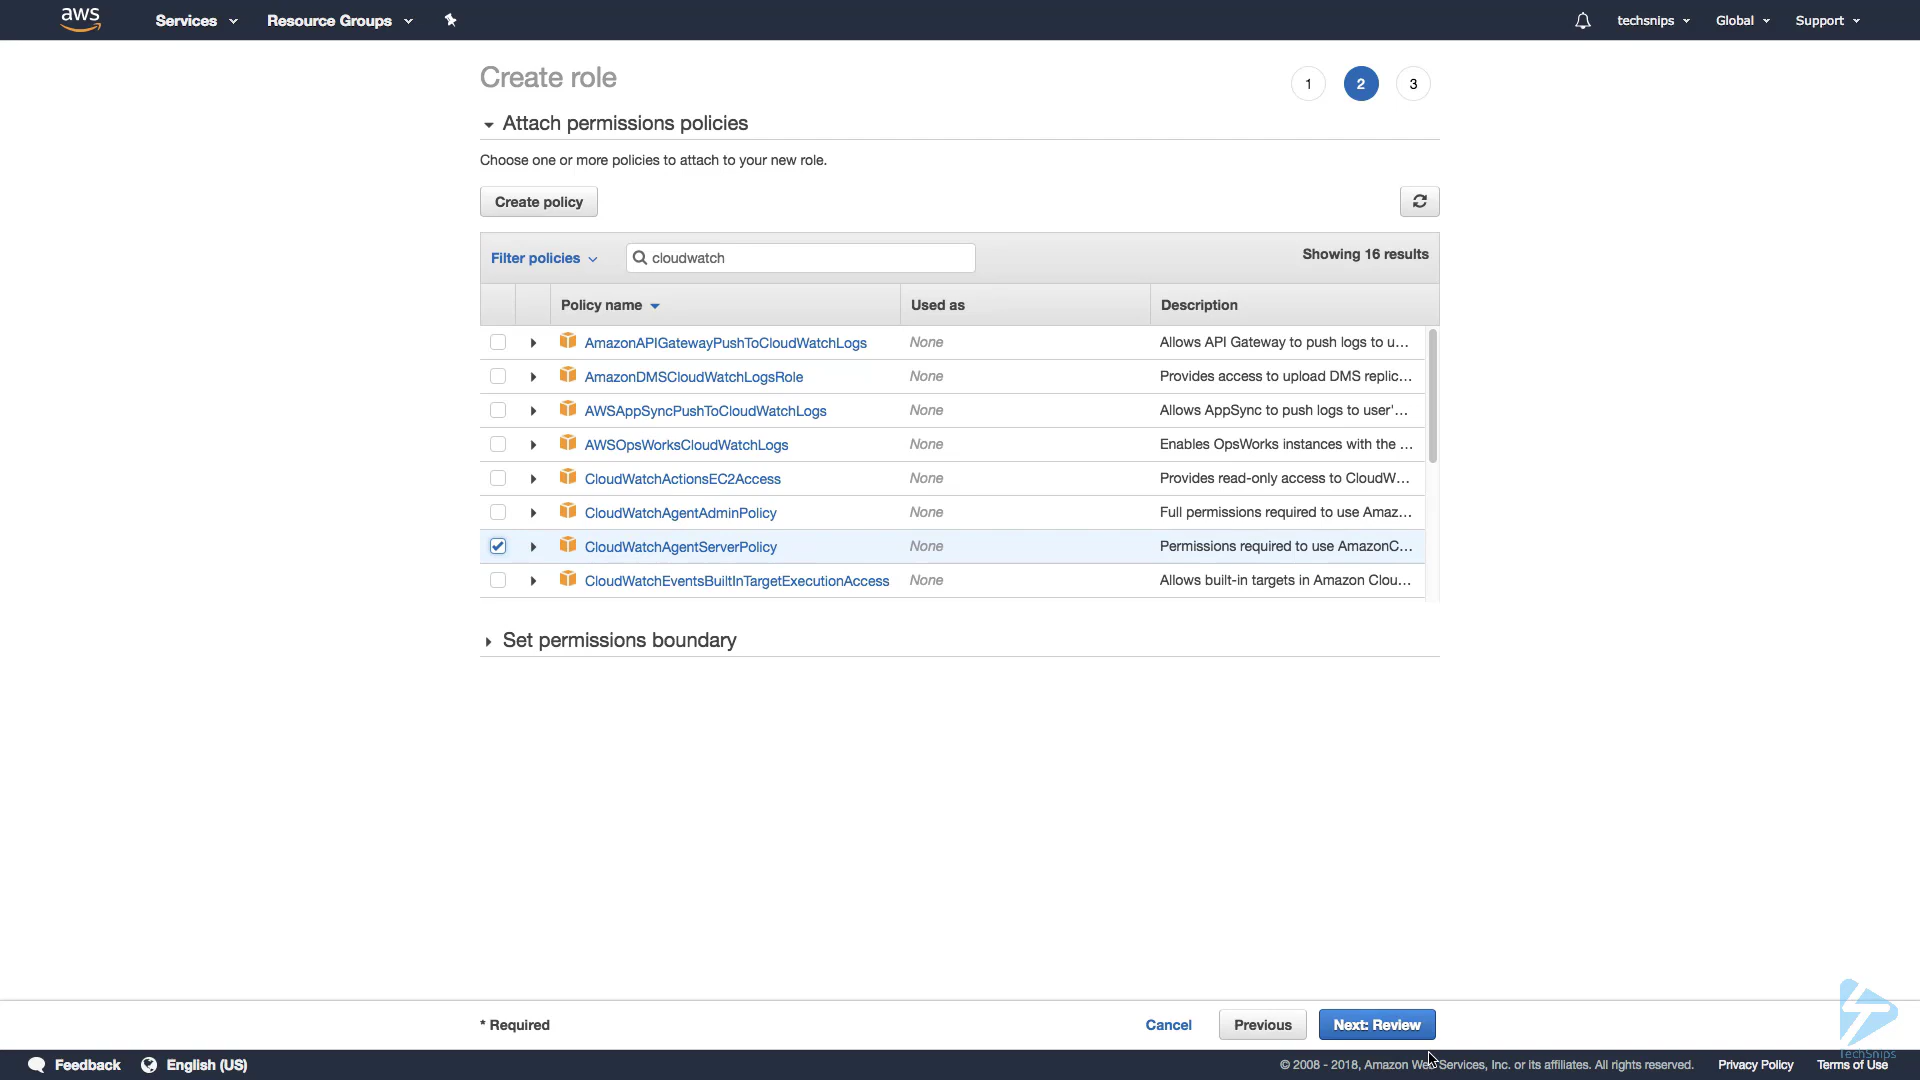 aws Services Resource Groups techsnips Global Support
Create role 1 2 3
Attach permissions policies
Choose one or more policies to attach to your new role.
Create policy
Filter policies cloudwatch Showing 16 results
Policy name Used as Description
AmazonAPIGatewayPushToCloudWatchLogs None Allows API Gateway to push logs to u...
AmazonDMSCloudWatchLogsRole None Provides access to upload DMS replic...
AWSAppSyncPushToCloudWatchLogs None Allows AppSync to push logs to user'...
AWSOpsWorksCloudWatchLogs None Enables OpsWorks instances with the ...
CloudWatchActionsEC2Access None Provides read-only access to CloudW...
CloudWatchAgentAdminPolicy None Full permissions required to use Amaz...
CloudWatchAgentServerPolicy None Permissions required to use AmazonC...
CloudWatchEventsBuiltInTargetExecutionAccess None Allows built-in targets in Amazon Clou...
Set permissions boundary
* Required Cancel Previous Next: Review
TechSnips
Feedback English (US) © 2008 - 2018, Amazon Web Services, Inc. or its affiliates. All rights reserved. Privacy Policy Terms of Use